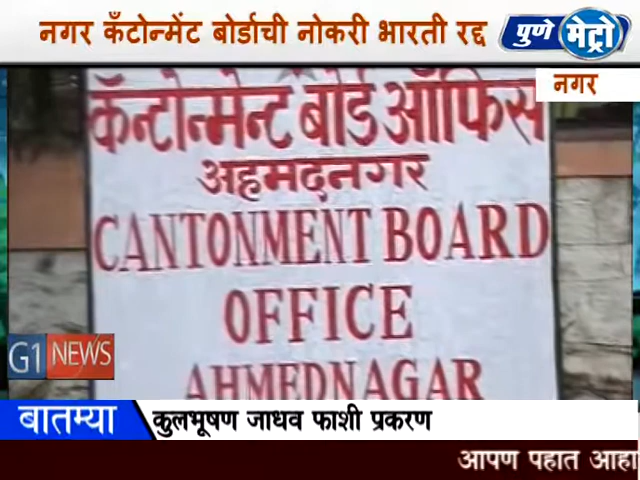 नगर कॅंटोन्मेंट बोर्डाची नोकरी भारती रद्द
पुणे मेट्रो
नगर
कॅन्टोन्मेन्ट बोर्ड ऑफिस
अहमदनगर
CANTONMENT BOARD
OFFICE
AHMEDNAGAR
G1 NEWS
बातम्या कुलभूषण जाधव फाशी प्रकरण
आपण पहात आहा